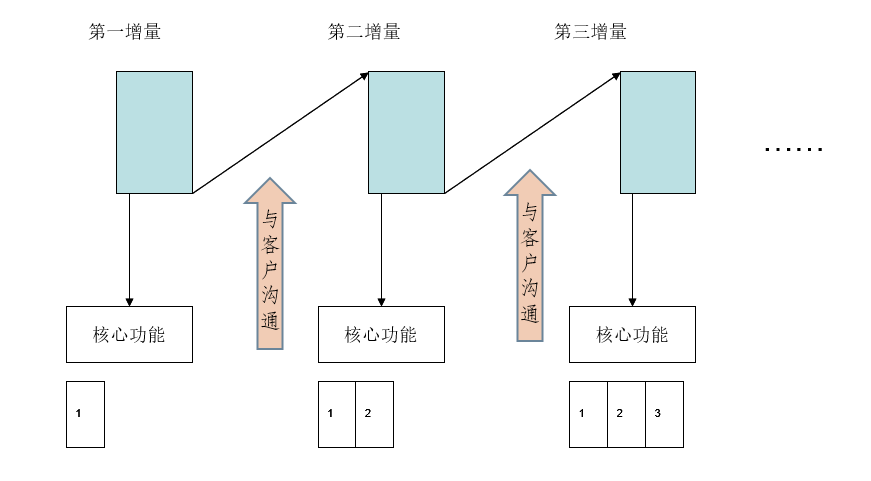 第一增量
第二增量
第三增量
……
与客户沟通
与客户沟通
核心功能
核心功能
核心功能
1
1 2
1 2 3